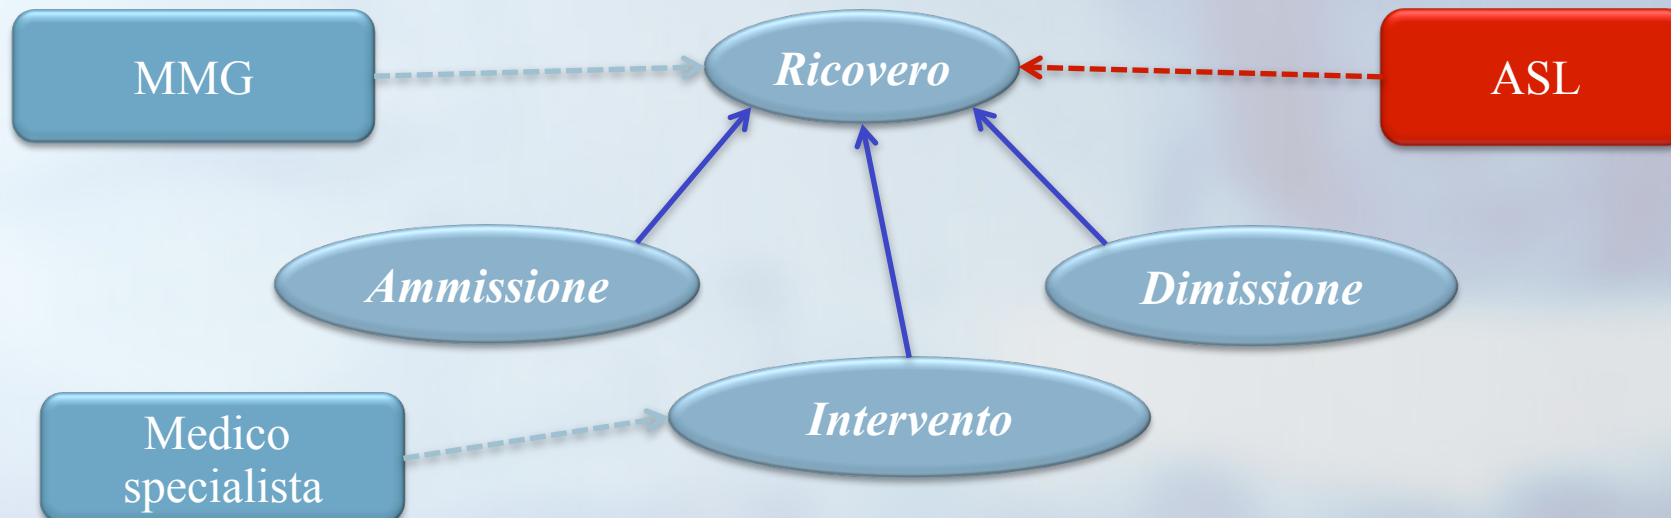 MMG
Ricovero
ASL
Ammissione
Dimissione
Intervento
Medico
specialista